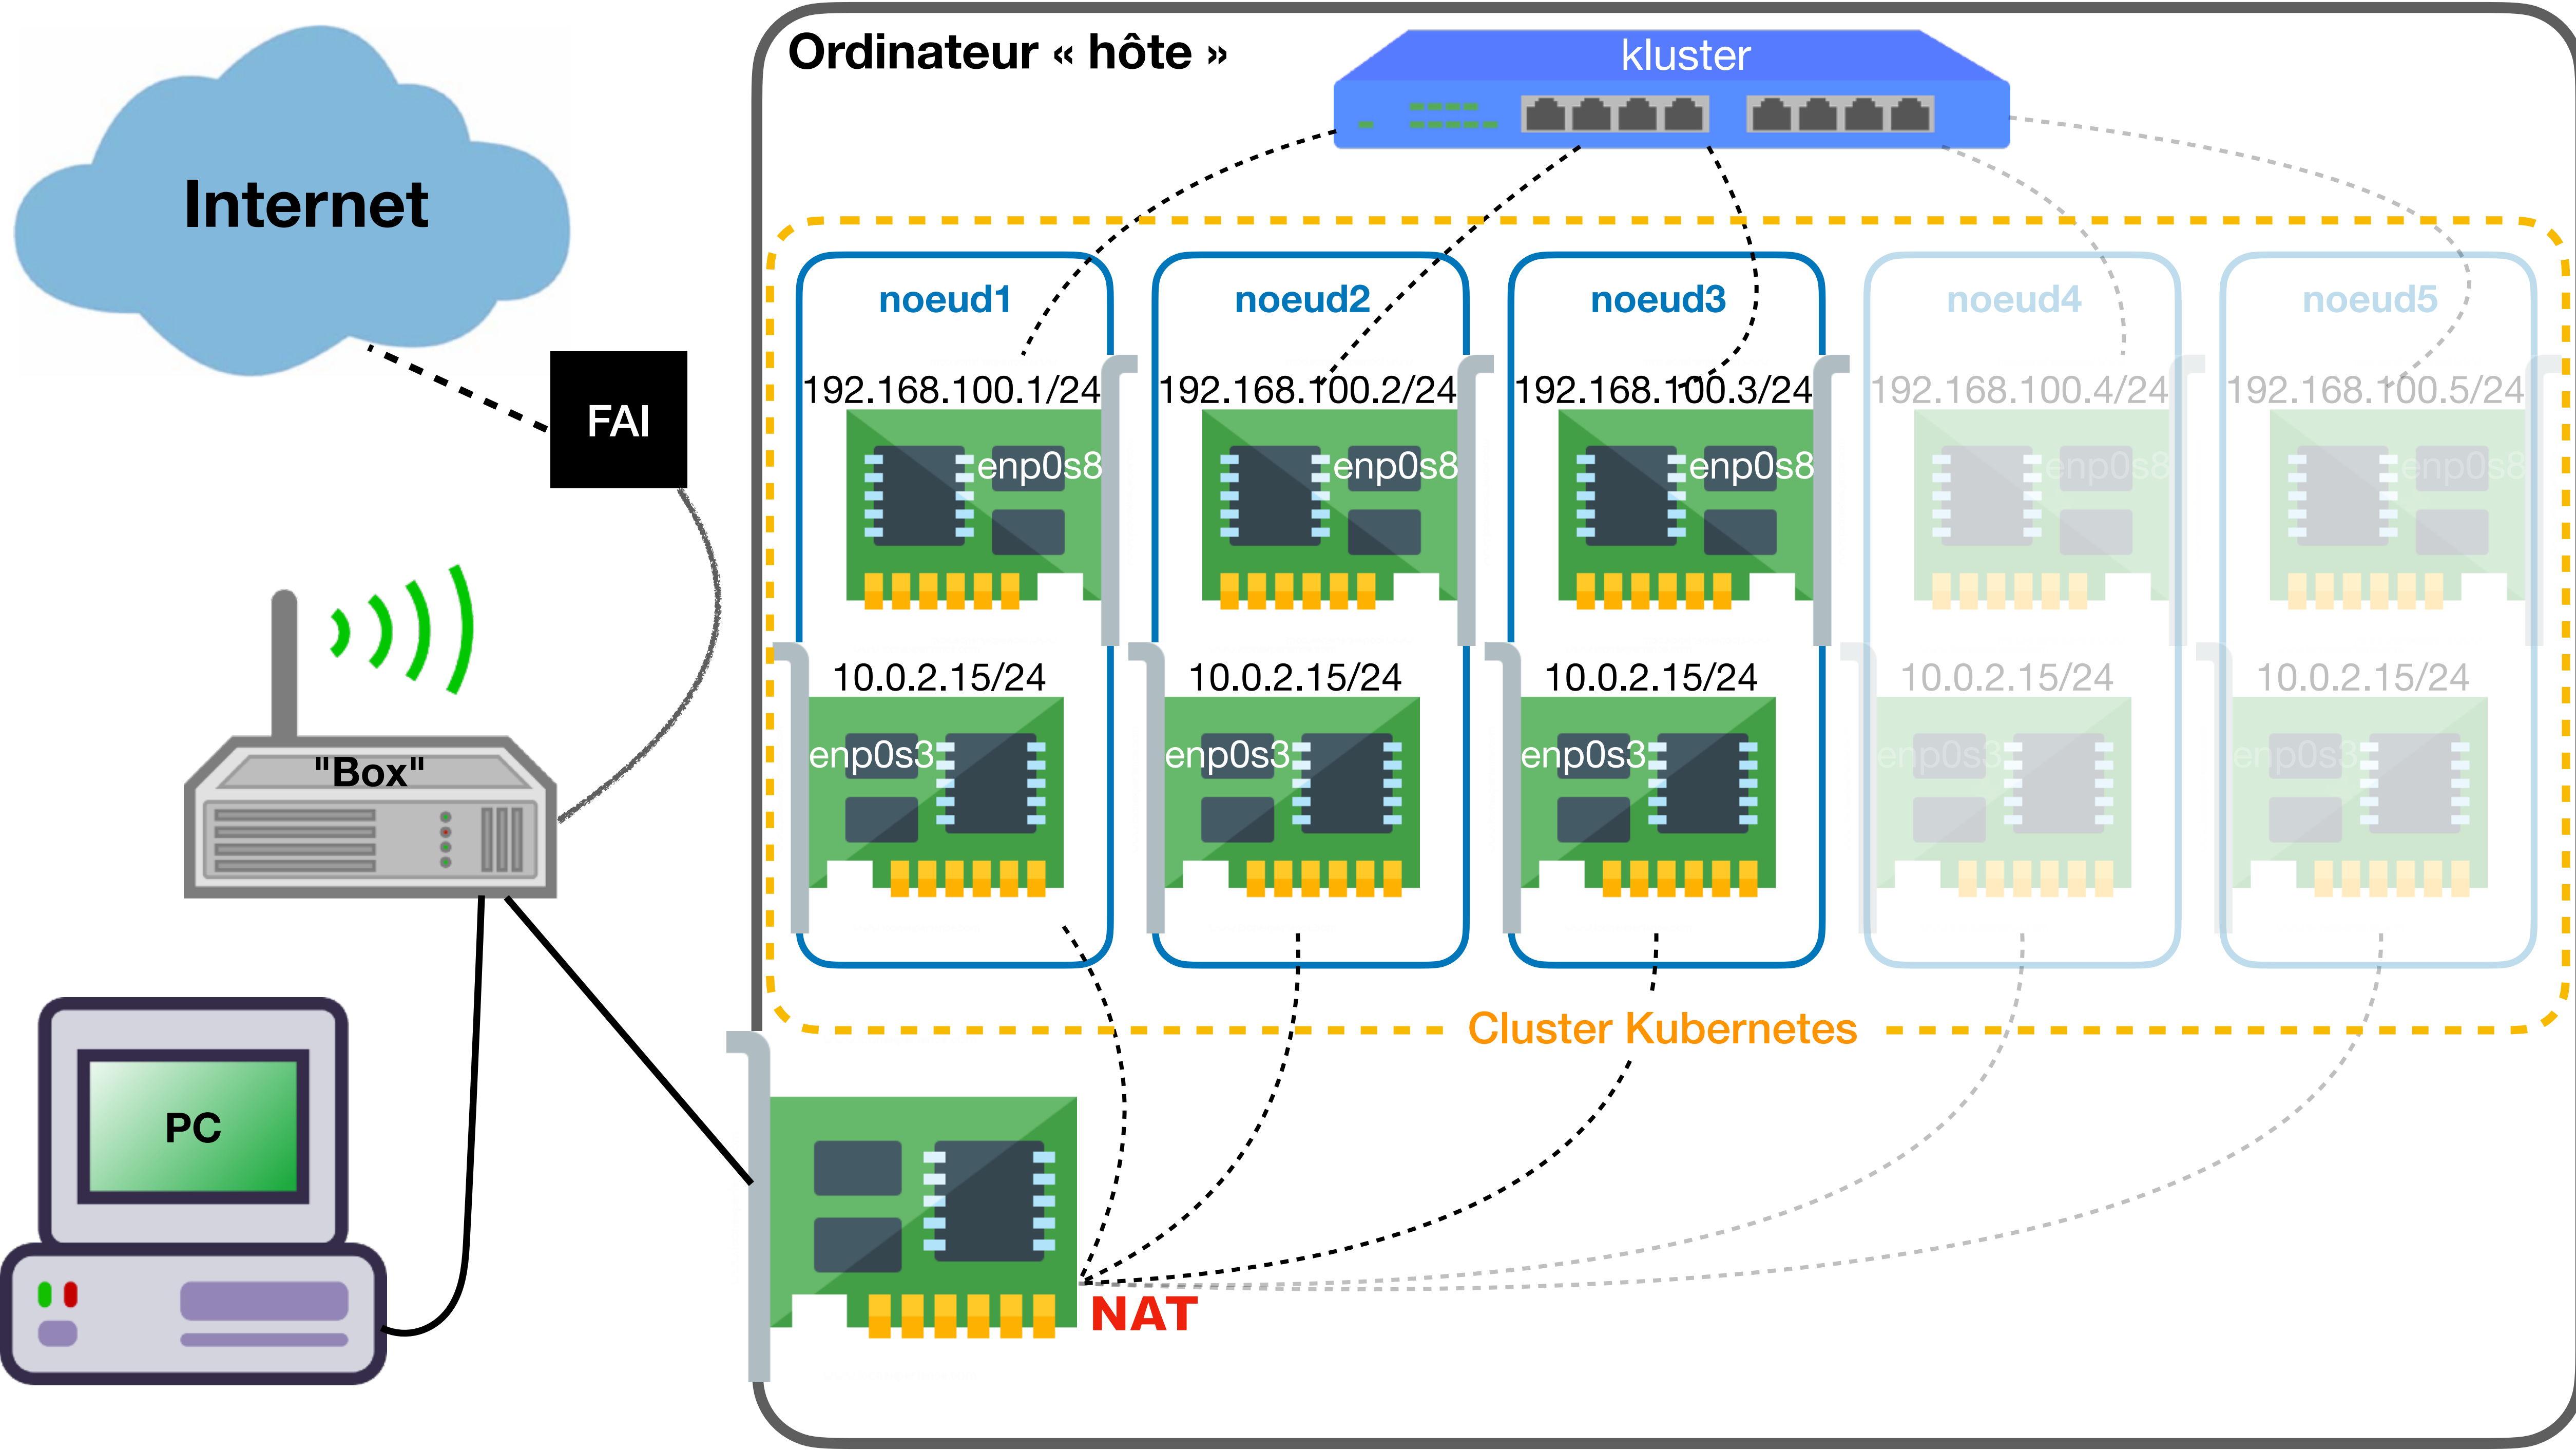 Internet
FAI
"Box"
PC
Ordinateur « hôte »
kluster
noeud1
noeud2
noeud3
noeud4
noeud5
192.168.100.1/24
192.168.100.2/24
192.168.100.3/24
192.168.100.4/24
192.168.100.5/24
enp0s8
enp0s8
enp0s8
enp0s8
enp0s8
10.0.2.15/24
10.0.2.15/24
10.0.2.15/24
10.0.2.15/24
10.0.2.15/24
enp0s3
enp0s3
enp0s3
enp0s3
enp0s3
Cluster Kubernetes
NAT